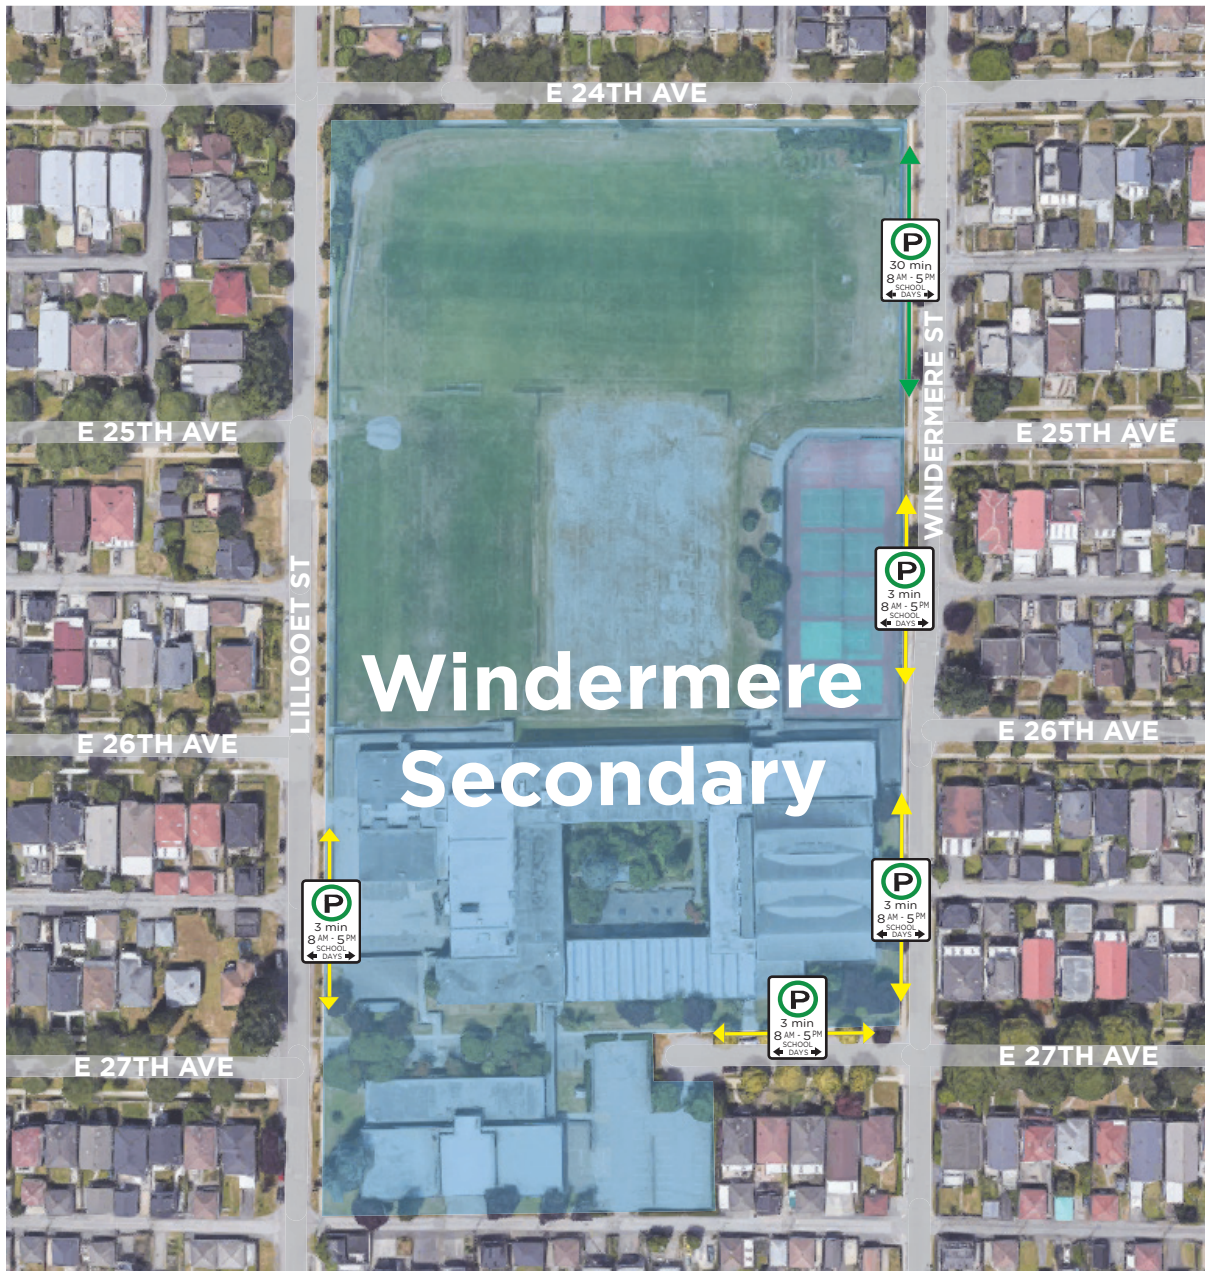 E 24TH AVE
P
30 min
8 AM - 5 PM
SCHOOL
DAYS
WINDERMERE ST
E 25TH AVE
E 25TH AVE
P
3 min
8 AM - 5 PM
SCHOOL
DAYS
LILLOOET ST
Windermere
Secondary
E 26TH AVE
E 26TH AVE
P
3 min
8 AM - 5 PM
SCHOOL
DAYS
P
3 min
8 AM - 5 PM
SCHOOL
DAYS
P
3 min
8 AM - 5 PM
SCHOOL
DAYS
E 27TH AVE
E 27TH AVE